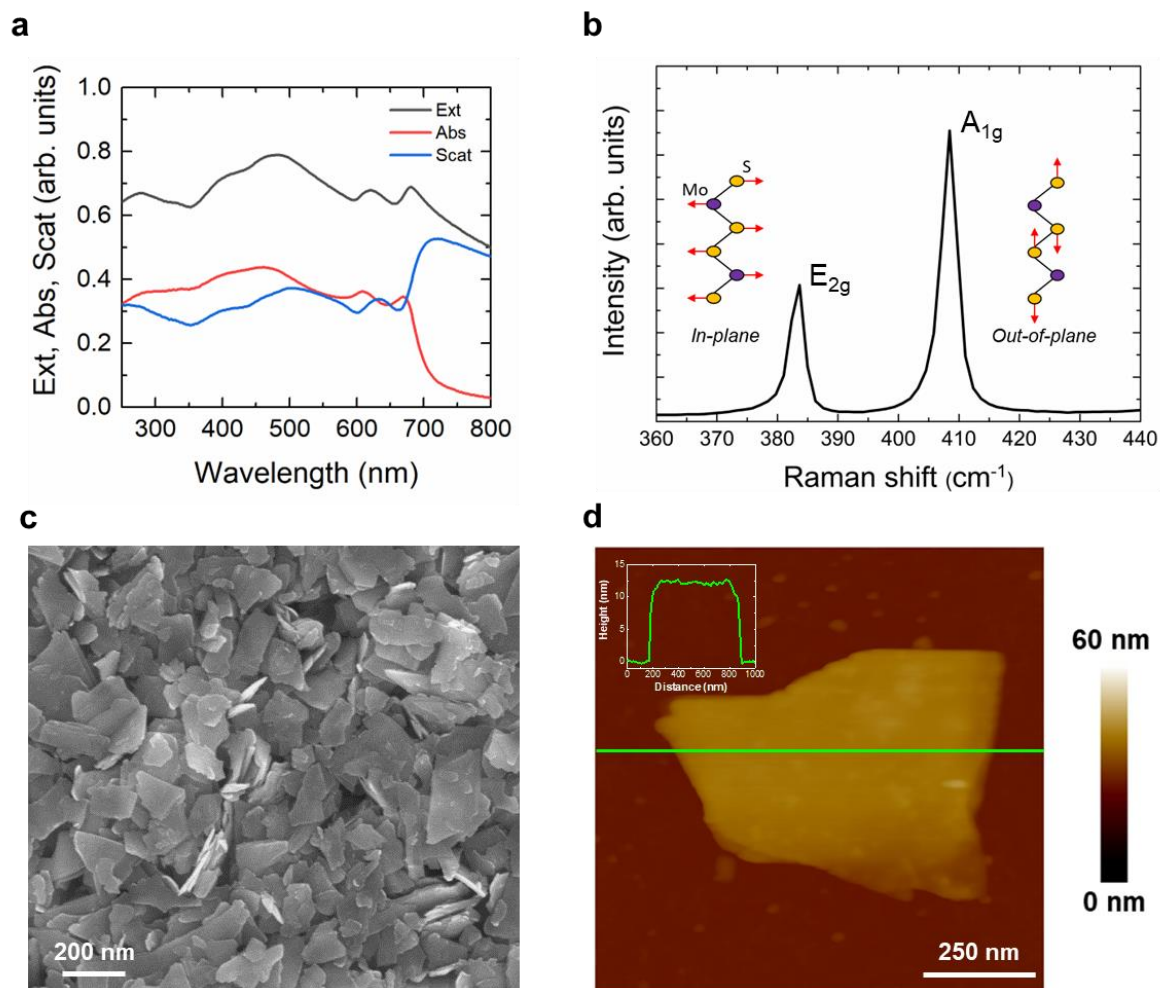 a
1.0
0.8
0.6
0.4
0.2
0.0
Ext, Abs, Scat (arb. units)
Ext
Abs
Scat
300 400 500 600 700 800
Wavelength (nm)
b
Intensity (arb. units)
A1g
E2g
S
Mo
In-plane
Out-of-plane
360 370 380 390 400 410 420 430 440
Raman shift (cm-1)
c
200 nm
d
15
10
5
0
Height (nm)
0 200 400 600 800 1000
Distance (nm)
60 nm
0 nm
250 nm